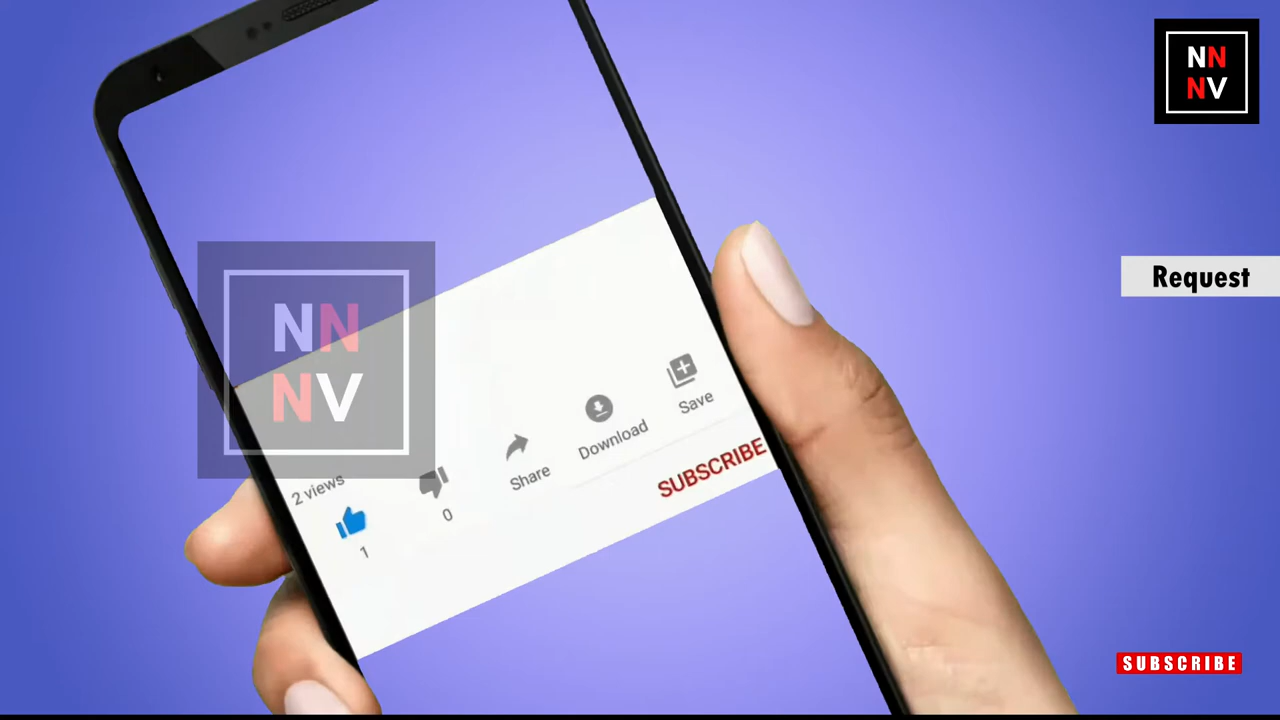 NN
NV
Request
NN
NV
2 views
1
0
Share
Download
Save
SUBSCRIBE
SUBSCRIBE